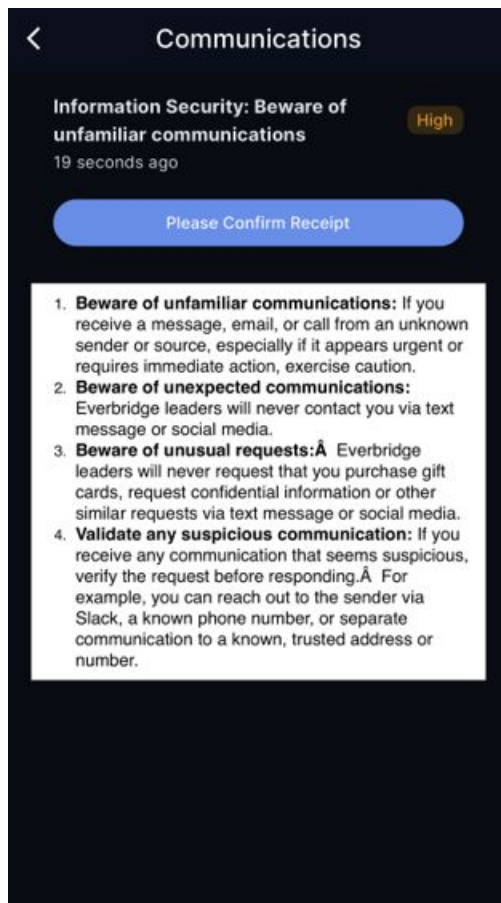 Communications
Information Security: Beware of
unfamiliar communications
High
19 seconds ago
Please Confirm Receipt
1. Beware of unfamiliar communications: If you
receive a message, email, or call from an unknown
sender or source, especially if it appears urgent or
requires immediate action, exercise caution.
2. Beware of unexpected communications:
Everbridge leaders will never contact you via text
message or social media.
3. Beware of unusual requests:Â Everbridge
leaders will never request that you purchase gift
cards, request confidential information or other
similar requests via text message or social media.
4. Validate any suspicious communication: If you
receive any communication that seems suspicious,
verify the request before responding.Â For
example, you can reach out to the sender via
Slack, a known phone number, or separate
communication to a known, trusted address or
number.